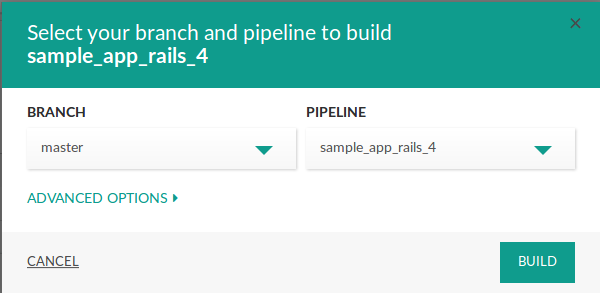 Select your branch and pipeline to build
sample_app_rails_4
BRANCH
PIPELINE
master
sample_app_rails_4
ADVANCED OPTIONS
CANCEL
BUILD